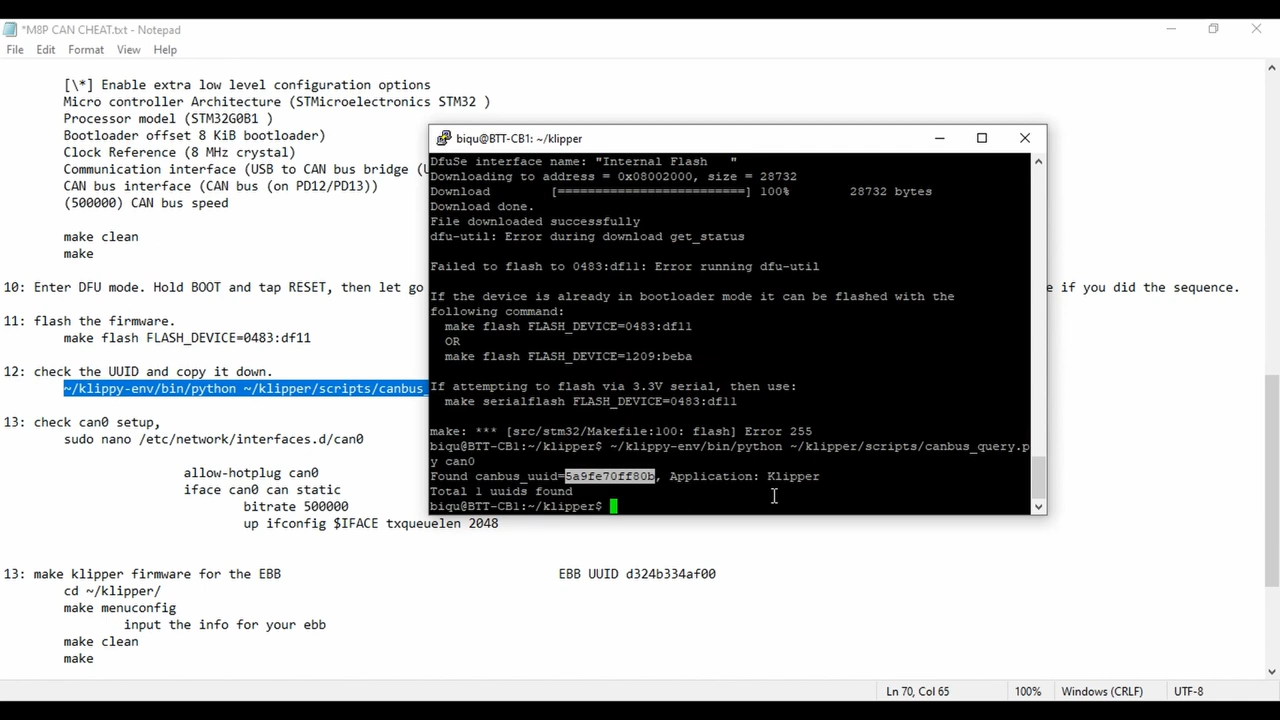 *M8P CAN CHEAT.txt - Notepad
File Edit Format View Help
[\*] Enable extra low level configuration options
Micro controller Architecture (STMicroelectronics STM32 )
Processor model (STM32G0B1 )
Bootloader offset 8 KiB bootloader)
Clock Reference (8 MHz crystal)
Communication interface (USB to CAN bus bridge (
CAN bus interface (CAN bus (on PD12/PD13))
(500000) CAN bus speed
make clean
make
10: Enter DFU mode. Hold BOOT and tap RESET, then let go
if you did the sequence.
11: flash the firmware.
make flash FLASH_DEVICE=0483:df11
12: check the UUID and copy it down.
~/klippy-env/bin/python ~/klipper/scripts/canbus_
13: check can0 setup,
sudo nano /etc/network/interfaces.d/can0
allow-hotplug can0
iface can0 can static
bitrate 500000
up ifconfig $IFACE txqueuelen 2048
13: make klipper firmware for the EBB EBB UUID d324b334af00
cd ~/klipper/
make menuconfig
input the info for your ebb
make clean
make
Ln 70, Col 65 100% Windows (CRLF) UTF-8
biqu@BTT-CB1: ~/klipper
DfuSe interface name: "Internal Flash "
Downloading to address = 0x08002000, size = 28732
Download [=========================] 100% 28732 bytes
Download done.
File downloaded successfully
dfu-util: Error during download get_status
Failed to flash to 0483:df11: Error running dfu-util
If the device is already in bootloader mode it can be flashed with the
following command:
make flash FLASH_DEVICE=0483:df11
OR
make flash FLASH_DEVICE=1209:beba
If attempting to flash via 3.3V serial, then use:
make serialflash FLASH_DEVICE=0483:df11
make: *** [src/stm32/Makefile:100: flash] Error 255
biqu@BTT-CB1:~/klipper$ ~/klippy-env/bin/python ~/klipper/scripts/canbus_query.p
y can0
Found canbus_uuid=5a9fe70ff80b, Application: Klipper
Total 1 uuids found
biqu@BTT-CB1:~/klipper$